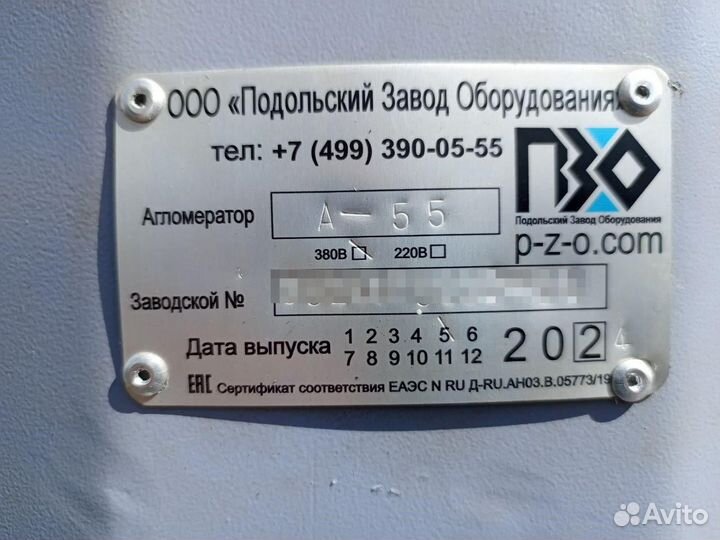 ООО «Подольский Завод Оборудования»
тел: +7 (499) 390-05-55
ПЗО
Подольский Завод Оборудования
p-z-o.com
Агломератор А-55
380В 220В
Заводской №
Дата выпуска 1 2 3 4 5 6 2024
7 8 9 10 11 12
EAC Сертификат соответствия ЕАЭС N RU Д-RU.АН03.В.05773/19
Avito